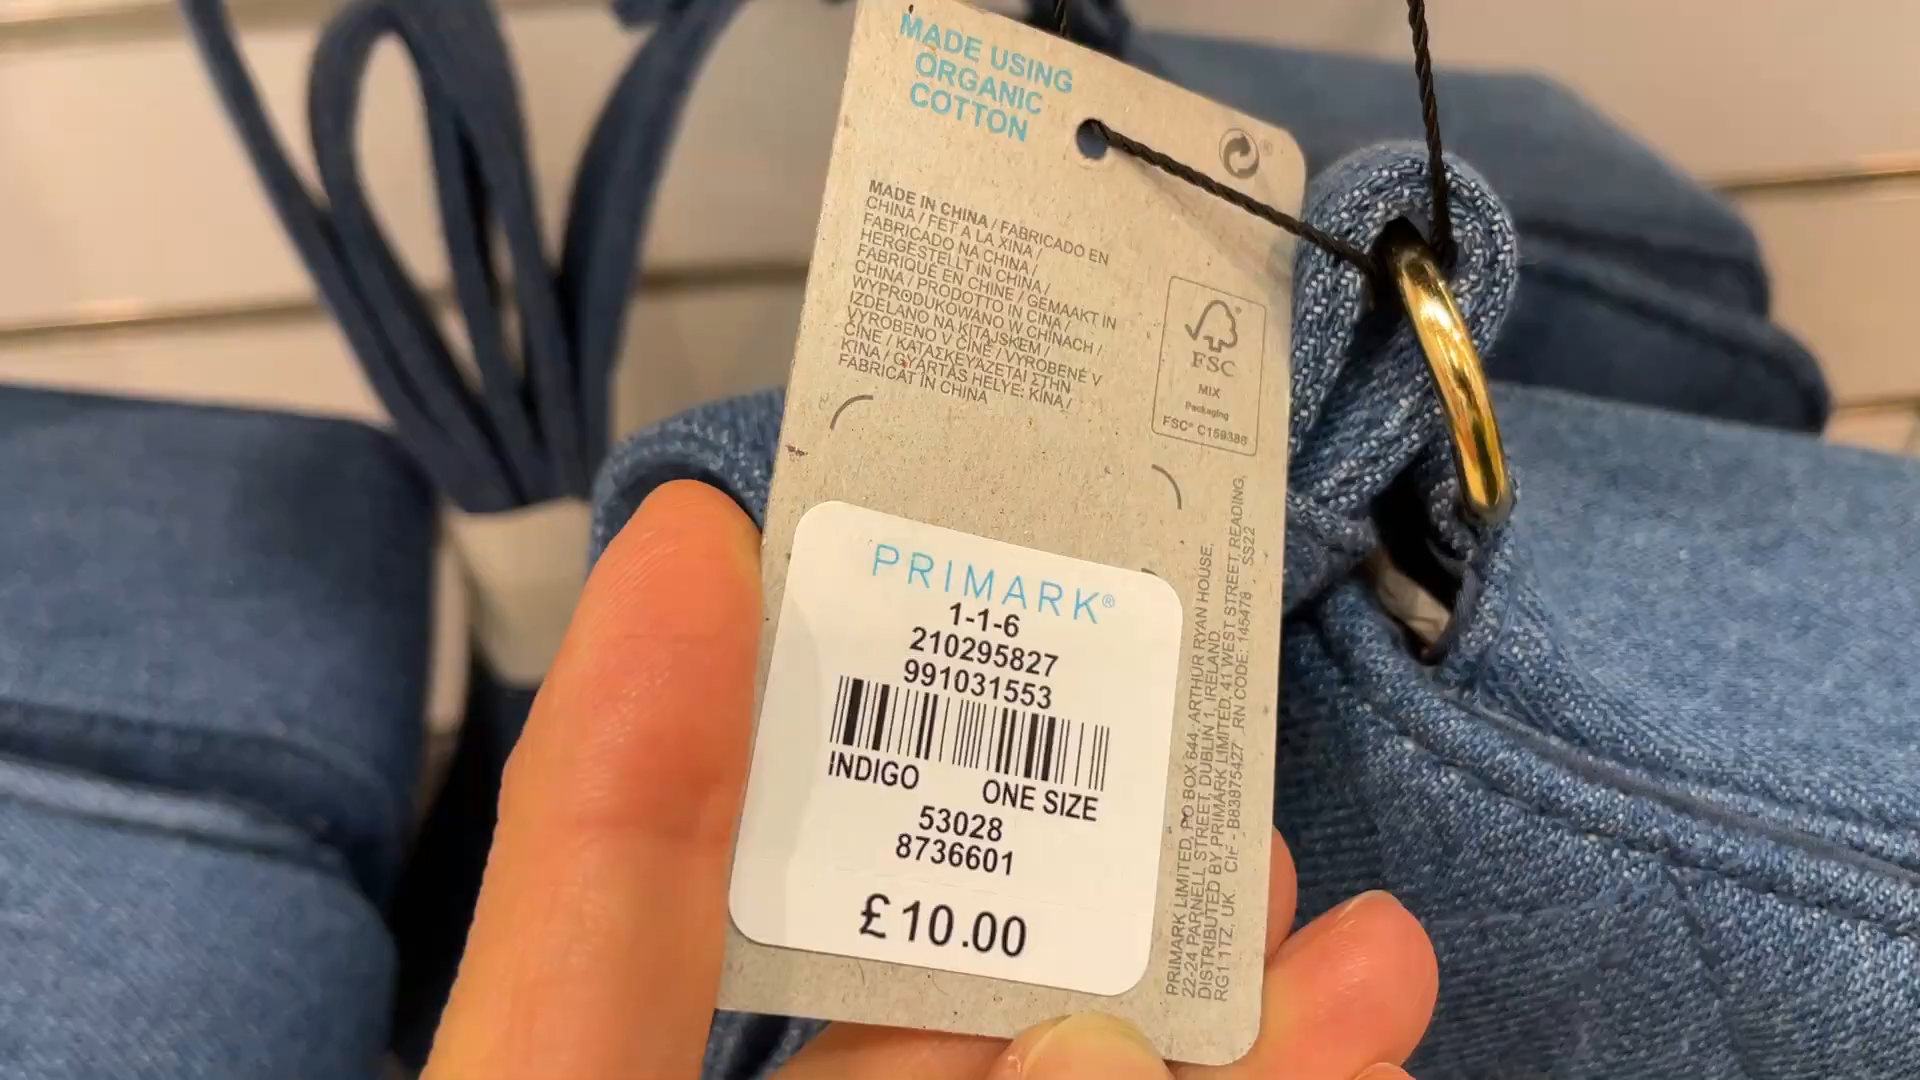 MADE USING
ORGANIC
COTTON
MADE IN CHINA / FABRICADO EN
CHINA / FET A LA XINA /
FABRICADO NA CHINA /
HERGESTELLT IN CHINA /
FABRIQUÉ EN CHINE / GEMAAKT IN
CHINA / PRODOTTO IN CINA /
WYPRODUKOWANO W CHINACH /
IZDELANO NA KITAJSKEM /
VYROBENO V ČÍNĚ / VYROBENÉ V
ČÍNE / ΚΑΤΑΣΚΕΥΑΖΕΤΑΙ ΣΤΗΝ
ΚΙΝΑ / GYÁRTÁS HELYE: KÍNA /
FABRICAT ÎN CHINA
FSC
MIX
Packaging
FSC® C159386
PRIMARK®
1-1-6
210295827
991031553
INDIGO ONE SIZE
53028
8736601
£10.00
PRIMARK LIMITED, PO BOX 644, ARTHUR RYAN HOUSE,
22-24 PARNELL STREET, DUBLIN 1, IRELAND.
DISTRIBUTED BY PRIMARK LIMITED, 41 WEST STREET, READING,
RG1 1TZ, UK. CIF - B83875427 RN CODE: 145478 SS22